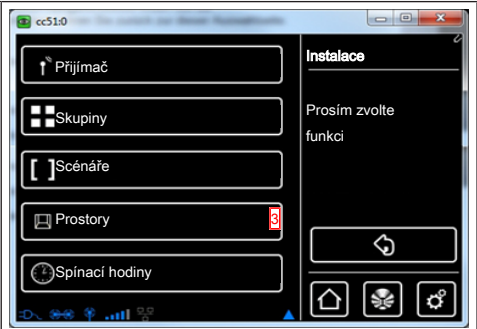 cc51:0
Přijímač
Skupiny
Scénáře
Prostory
3
Spínací hodiny
Instalace
Prosím zvolte
funkci